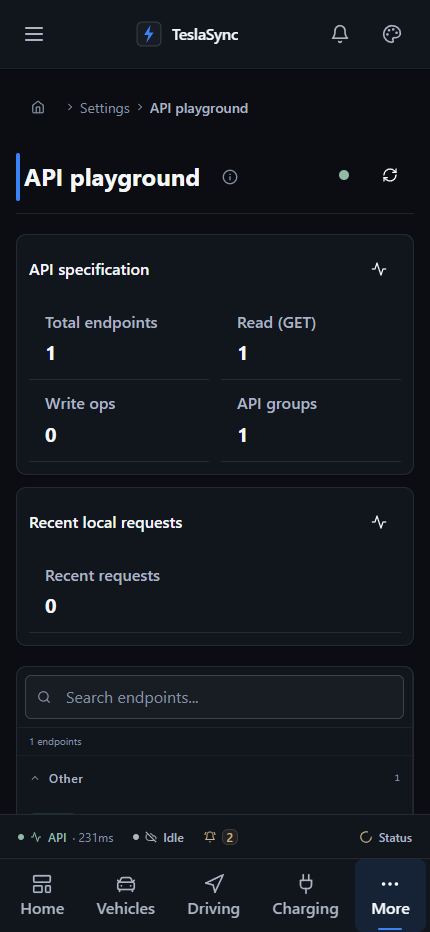 TeslaSync
Settings API playground
API playground
API specification
Total endpoints Read (GET)
1 1
Write ops API groups
0 1
Recent local requests
Recent requests
0
Search endpoints...
1 endpoints
Other 1
API · 231ms Idle 2 Status
Home Vehicles Driving Charging More